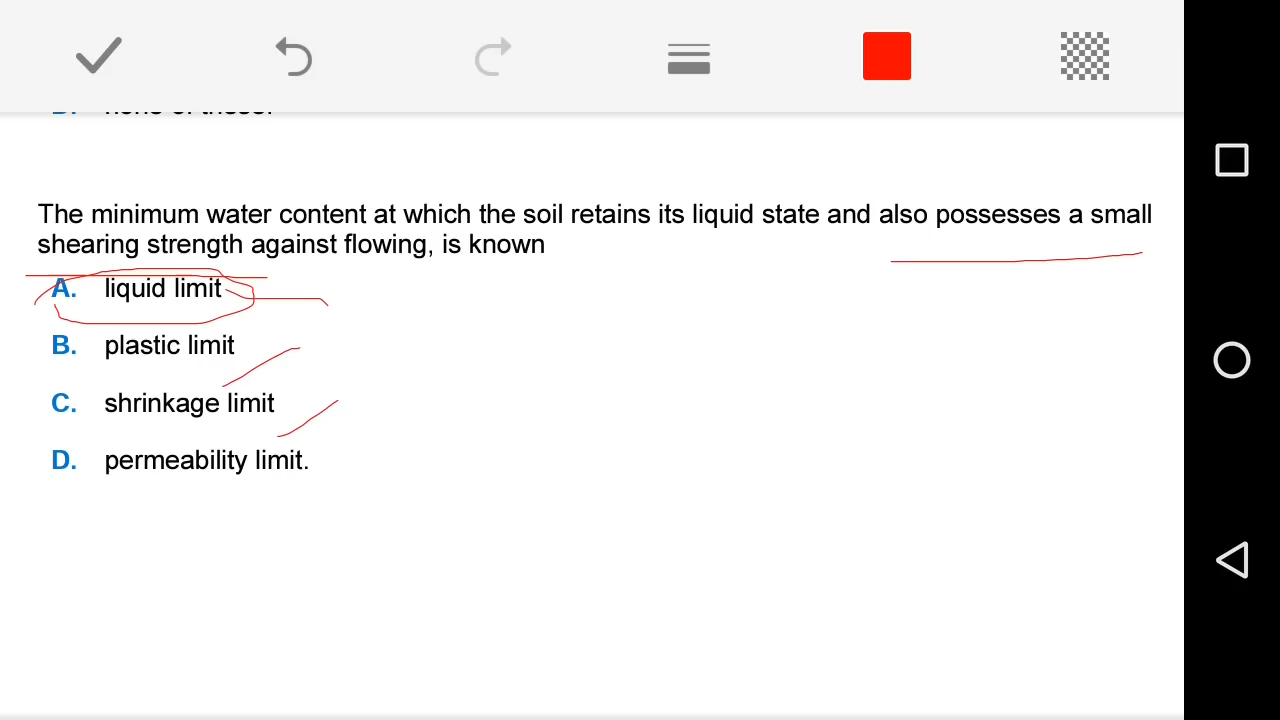 The minimum water content at which the soil retains its liquid state and also possesses a small
shearing strength against flowing, is known
A. liquid limit
B. plastic limit
C. shrinkage limit
D. permeability limit.